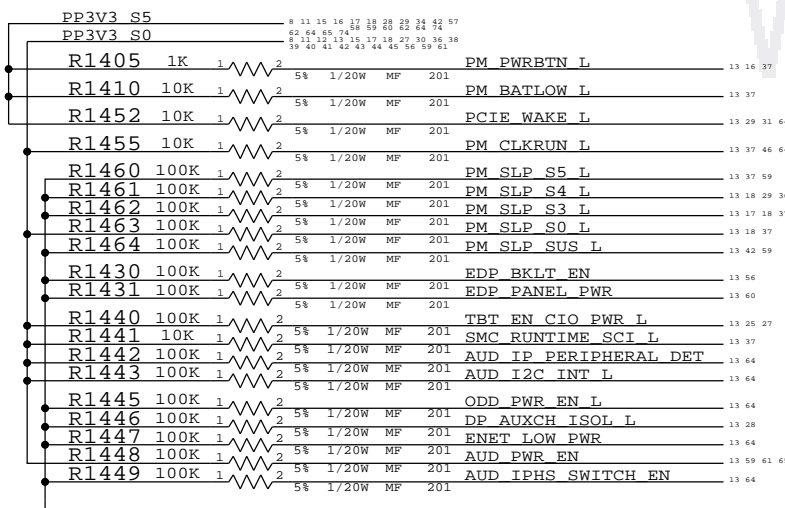 PP3V3 S5 8 11 15 16 17 18 28 29 34 42 57
58 59 60 62 63
PP3V3 S0 62 64 65 74
8 11 12 13 15 17 18 27 30 36 38
39 40 41 42 43 44 45 56 59 61
R1405 1K 1 2 PM_PWRBTN_L 13 16 37
5% 1/20W MF 201
R1410 10K 1 2 PM_BATLOW_L 13 37
5% 1/20W MF 201
R1452 10K 1 2 PCIE_WAKE_L 13 29 31
5% 1/20W MF 201
R1455 10K 1 2 PM_CLKRUN_L 13 37 46
5% 1/20W MF 201
R1460 100K 1 2 PM_SLP_S5_L 13 37 59
5% 1/20W MF 201
R1461 100K 1 2 PM_SLP_S4_L 13 18 29
5% 1/20W MF 201
R1462 100K 1 2 PM_SLP_S3_L 13 17 18
5% 1/20W MF 201
R1463 100K 1 2 PM_SLP_S0_L 13 18 37
5% 1/20W MF 201
R1464 100K 1 2 PM_SLP_SUS_L 13 42 59
5% 1/20W MF 201
R1430 100K 1 2 EDP_BKLT_EN 13 56
5% 1/20W MF 201
R1431 100K 1 2 EDP_PANEL_PWR 13 60
5% 1/20W MF 201
R1440 100K 1 2 TBT_EN_CIO_PWR_L 13 25 27
5% 1/20W MF 201
R1441 10K 1 2 SMC_RUNTIME_SCI_L 13 37
5% 1/20W MF 201
R1442 100K 1 2 AUD_IP_PERIPHERAL_DET 13 64
5% 1/20W MF 201
R1443 100K 1 2 AUD_I2C_INT_L 13 64
5% 1/20W MF 201
R1445 100K 1 2 ODD_PWR_EN_L 13 64
5% 1/20W MF 201
R1446 100K 1 2 DP_AUXCH_ISOL_L 13 28
5% 1/20W MF 201
R1447 100K 1 2 ENET_LOW_PWR 13 64
5% 1/20W MF 201
R1448 100K 1 2 AUD_PWR_EN 13 59 61
5% 1/20W MF 201
R1449 100K 1 2 AUD_IPHS_SWITCH_EN 13 64
5% 1/20W MF 201